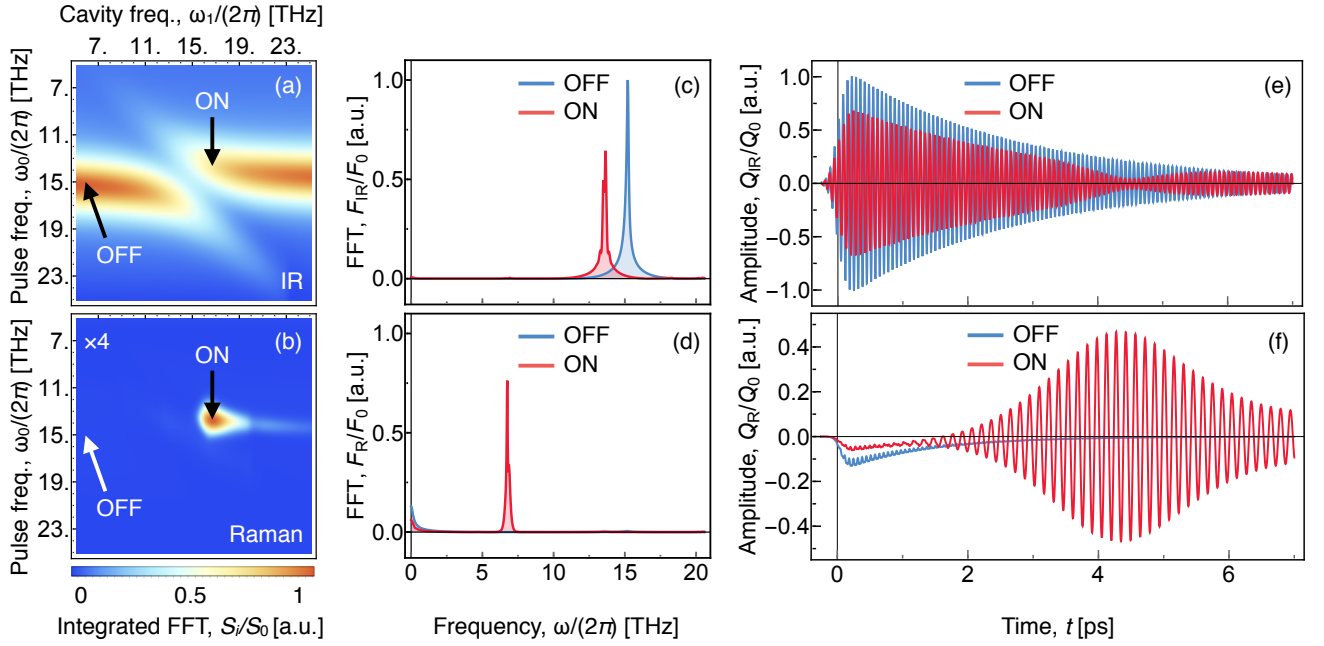 Cavity freq., ω₁/(2π) [THz]
7. 11. 15. 19. 23.
Pulse freq., ω₀/(2π) [THz]
7.
11.
15.
19.
23.
(a)
ON
OFF
IR
Pulse freq., ω₀/(2π) [THz]
7.
11.
15.
19.
23.
×4
(b)
ON
OFF
Raman
0 0.5 1
Integrated FFT, Sᵢ/S₀ [a.u.]
FFT, F_IR/F₀ [a.u.]
1.0
0.5
0.0
OFF
ON
(c)
FFT, F_R/F₀ [a.u.]
1.0
0.5
0.0
OFF
ON
(d)
0 5 10 15 20
Frequency, ω/(2π) [THz]
Amplitude, Q_IR/Q₀ [a.u.]
1.0
0.5
0.0
−0.5
−1.0
OFF
ON
(e)
Amplitude, Q_R/Q₀ [a.u.]
0.4
0.2
0.0
−0.2
−0.4
OFF
ON
(f)
0 2 4 6
Time, t [ps]